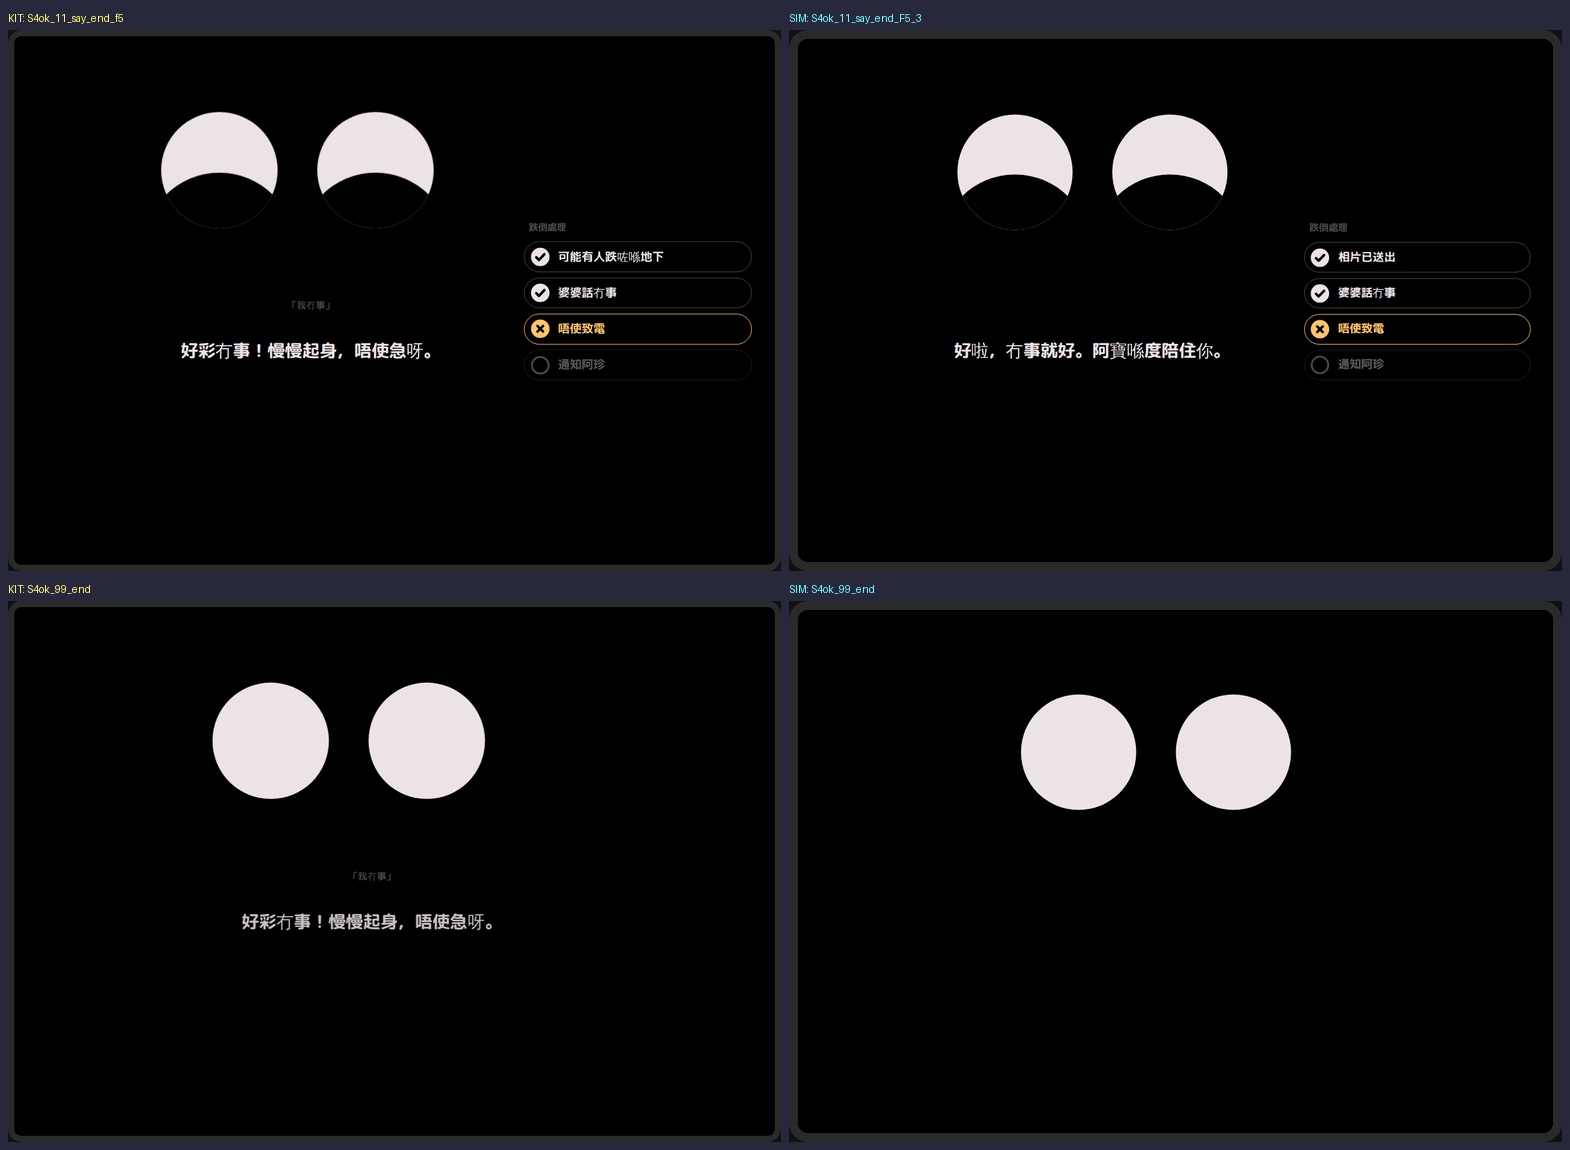 KIT: S4ok_11_say_end_f5
跌倒處理
可能有人跌咗喺地下
婆婆話冇事
唔使致電
通知阿珍
「我冇事」
好彩冇事！慢慢起身，唔使急呀。
SIM: S4ok_11_say_end_F5_3
跌倒處理
相片已送出
婆婆話冇事
唔使致電
通知阿珍
好啦，冇事就好。阿寶喺度陪住你。
KIT: S4ok_99_end
「我冇事」
好彩冇事！慢慢起身，唔使急呀。
SIM: S4ok_99_end